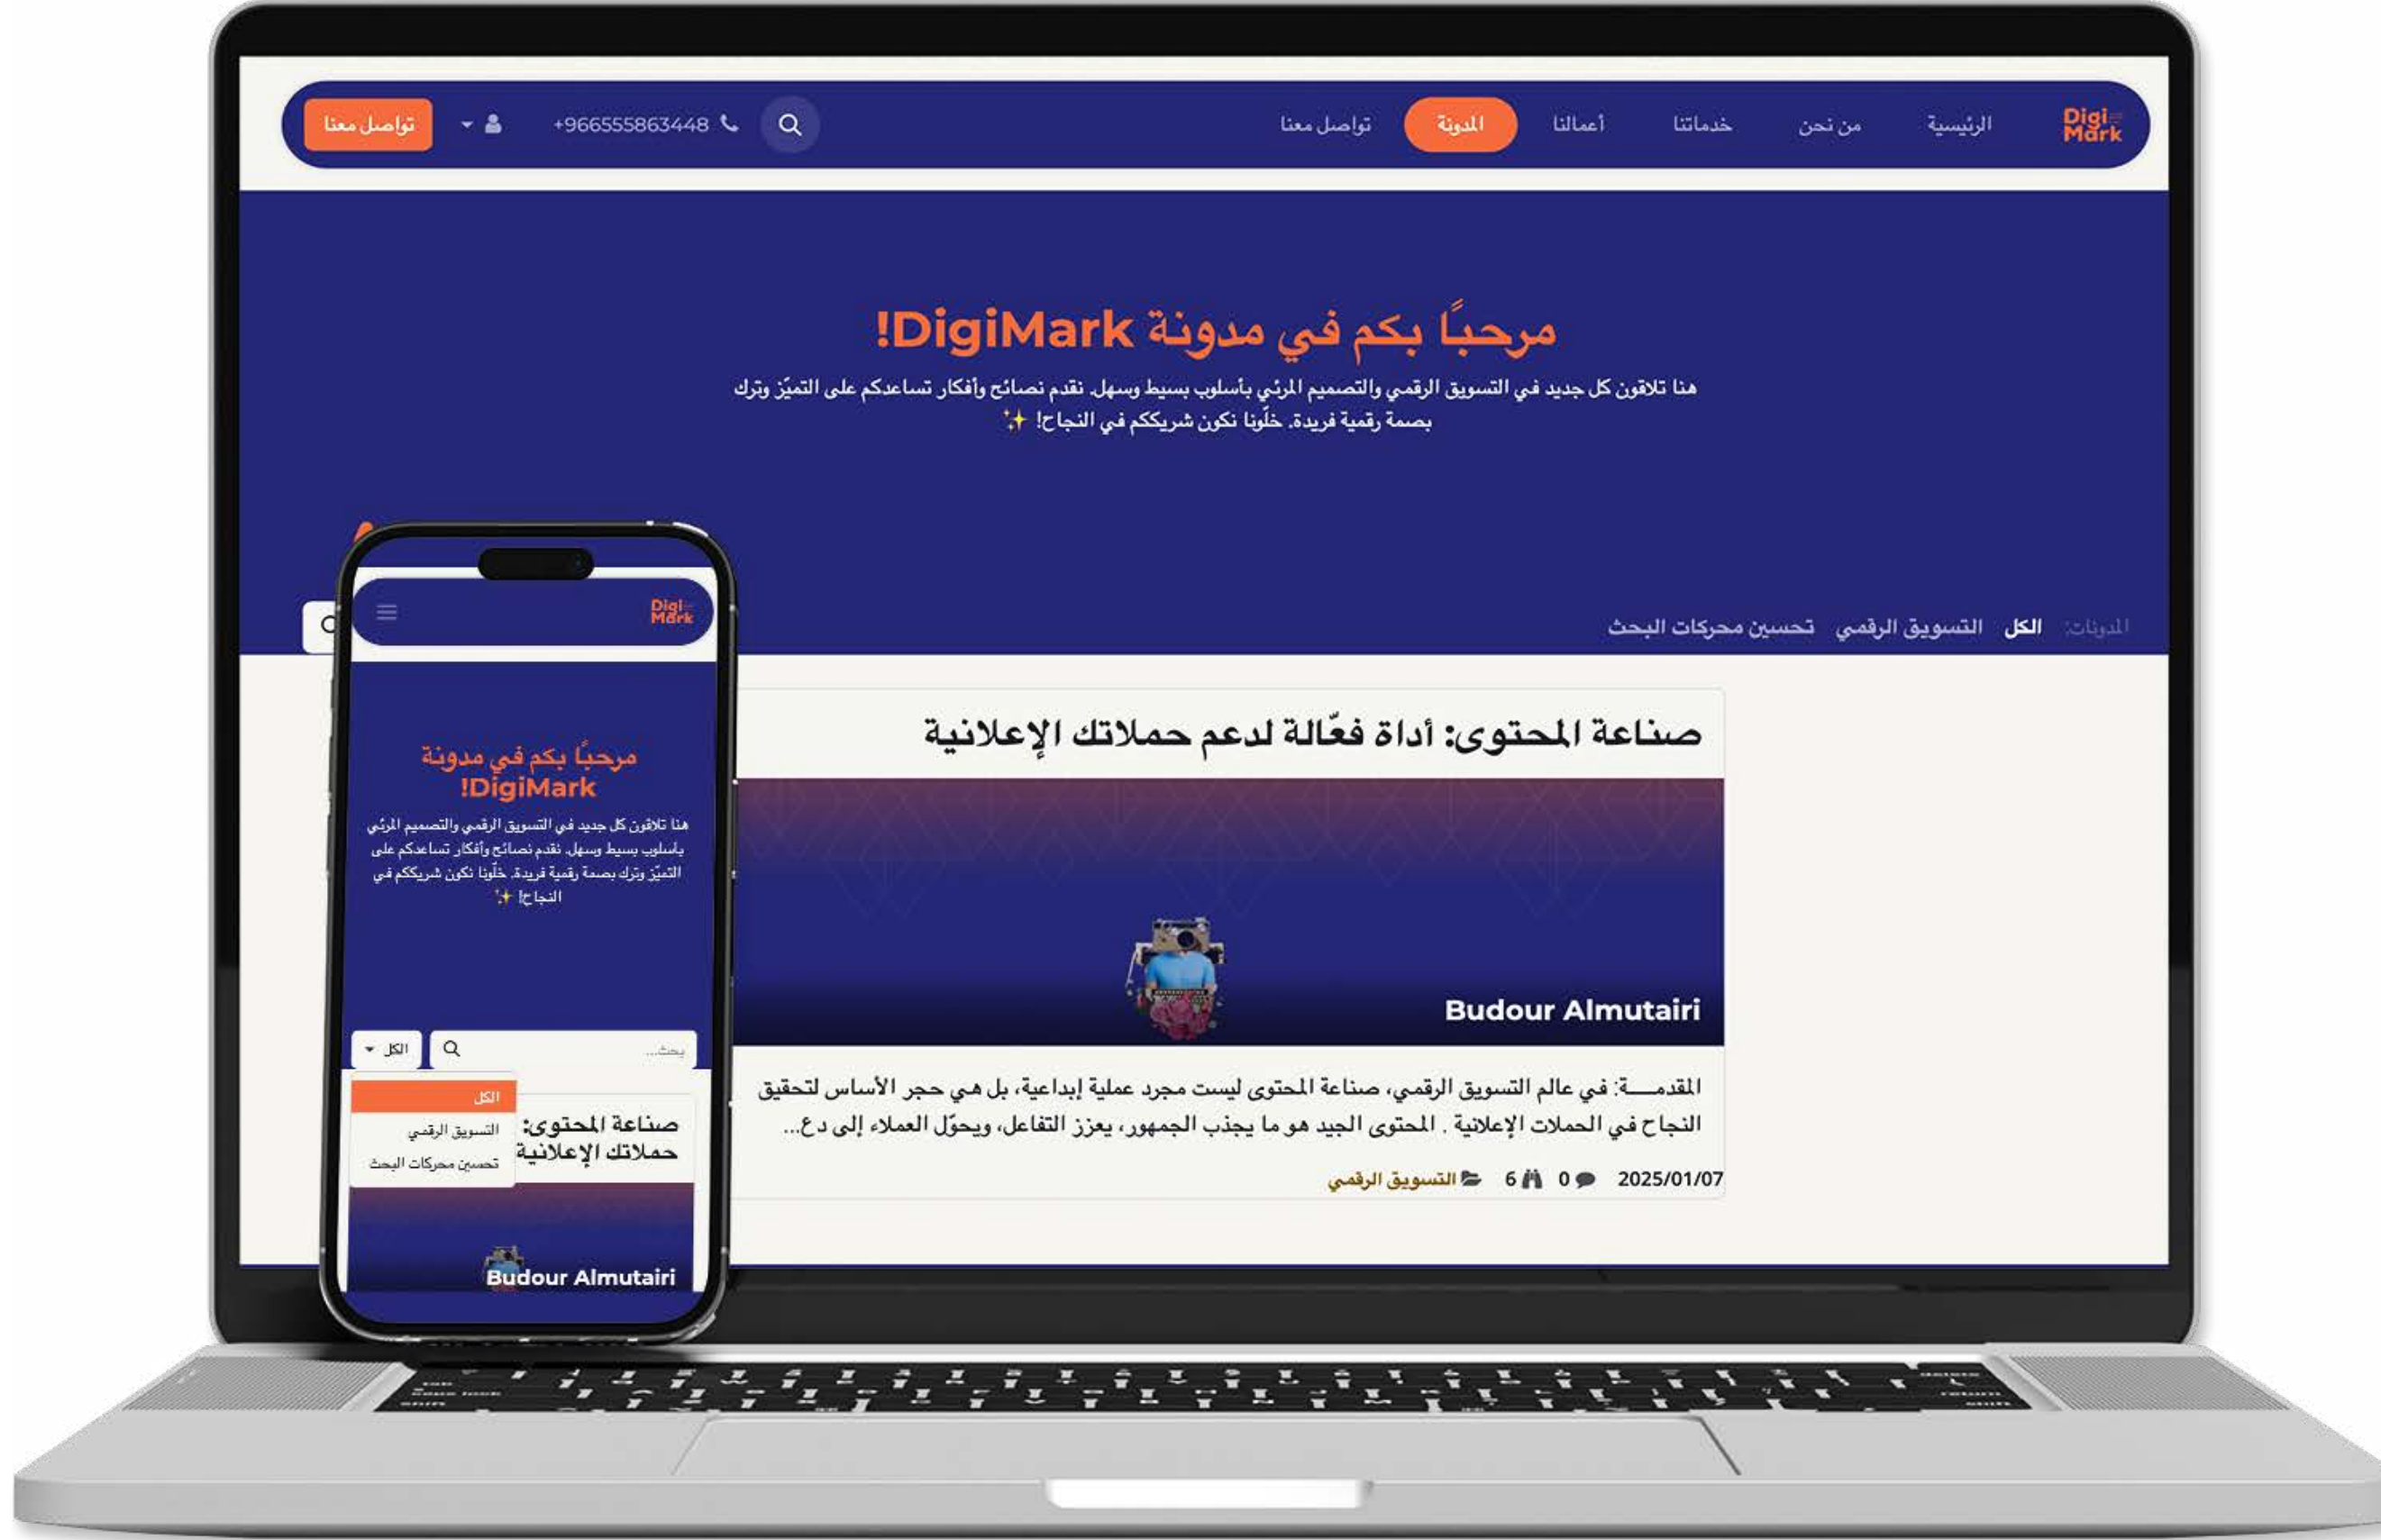 Digi
Mark
الرئيسية
من نحن
خدماتنا
أعمالنا
المدونة
تواصل معنا
+966555863448
تواصل معنا
مرحبًا بكم في مدونة DigiMark!
هنا تلاقون كل جديد في التسويق الرقمي والتصميم المرئي بأسلوب بسيط وسهل. نقدم نصائح وأفكار تساعدكم على التميّز وترك
بصمة رقمية فريدة. خلّونا نكون شريككم في النجاح! ✨
المدونات: الكل التسويق الرقمي تحسين محركات البحث
صناعة المحتوى: أداة فعّالة لدعم حملاتك الإعلانية
Budour Almutairi
المقدمـــة: في عالم التسويق الرقمي، صناعة المحتوى ليست مجرد عملية إبداعية، بل هي حجر الأساس لتحقيق
النجاح في الحملات الإعلانية . المحتوى الجيد هو ما يجذب الجمهور، يعزز التفاعل، ويحوّل العملاء إلى دع...
2025/01/07 0 6 التسويق الرقمي
Digi
Mark
مرحبًا بكم في مدونة
DigiMark!
هنا تلاقون كل جديد في التسويق الرقمي والتصميم المرئي
بأسلوب بسيط وسهل. نقدم نصائح وأفكار تساعدكم على
التميّز وترك بصمة رقمية فريدة. خلّونا نكون شريككم في
النجاح! ✨
بحث...
الكل
الكل
التسويق الرقمي
تحسين محركات البحث
صناعة المحتوى:
حملاتك الإعلانية
Budour Almutairi